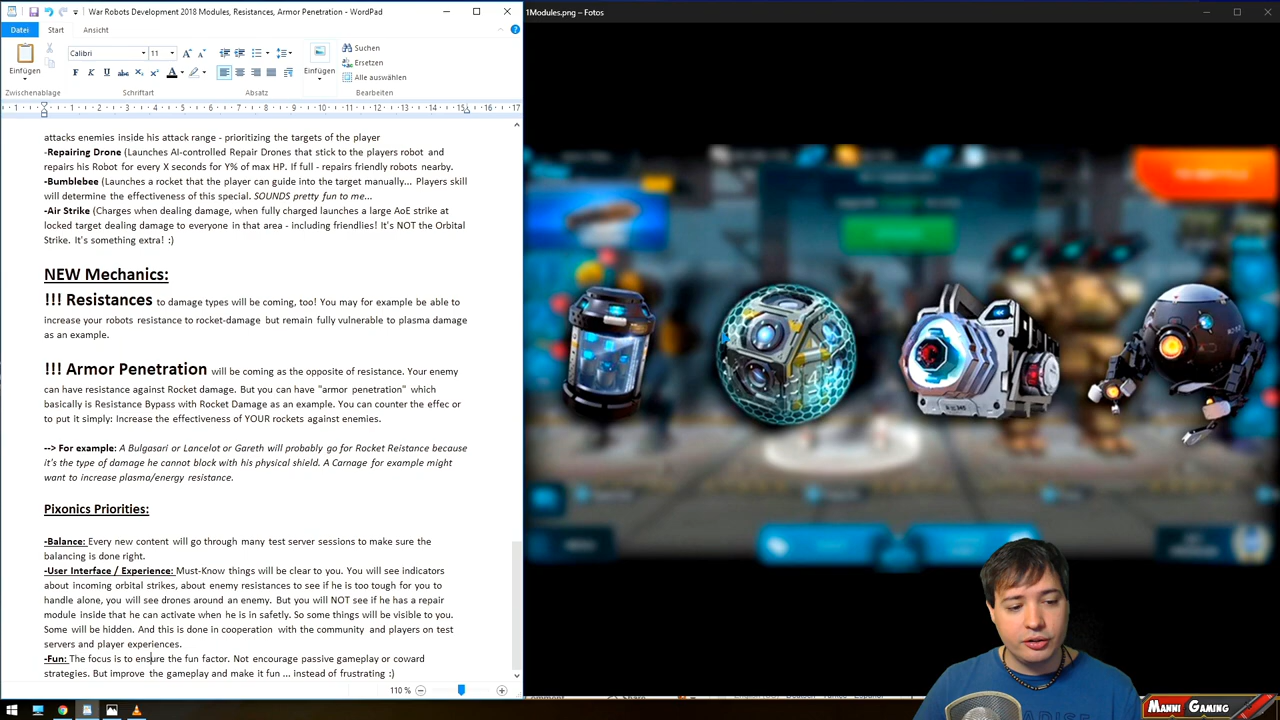 War Robots Development 2018 Modules, Resistances, Armor Penetration - WordPad
1Modules.png – Fotos
Datei Start Ansicht
Einfügen
Calibri 11
Einfügen
Suchen
Ersetzen
Alle auswählen
Zwischenablage Schriftart Absatz Bearbeiten
1 1 2 3 4 5 6 7 8 9 10 11 12 13 14 15 16 17
attacks enemies inside his attack range - prioritizing the targets of the player
-Repairing Drone (Launches AI-controlled Repair Drones that stick to the players robot and
repairs his Robot for every X seconds for Y% of max HP. If full - repairs friendly robots nearby.
-Bumblebee (Launches a rocket that the player can guide into the target manually... Players skill
will determine the effectiveness of this special. SOUNDS pretty fun to me...
-Air Strike (Charges when dealing damage, when fully charged launches a large AoE strike at
locked target dealing damage to everyone in that area - including friendlies! It's NOT the Orbital
Strike. It's something extra! :)
NEW Mechanics:
!!! Resistances to damage types will be coming, too! You may for example be able to
increase your robots resistance to rocket-damage but remain fully vulnerable to plasma damage
as an example.
!!! Armor Penetration will be coming as the opposite of resistance. Your enemy
can have resistance against Rocket damage. But you can have "armor penetration" which
basically is Resistance Bypass with Rocket Damage as an example. You can counter the effec or
to put it simply: Increase the effectiveness of YOUR rockets against enemies.
--> For example: A Bulgasari or Lancelot or Gareth will probably go for Rocket Reistance because
it's the type of damage he cannot block with his physical shield. A Carnage for example might
want to increase plasma/energy resistance.
Pixonics Priorities:
-Balance: Every new content will go through many test server sessions to make sure the
balancing is done right.
-User Interface / Experience: Must-Know things will be clear to you. You will see indicators
about incoming orbital strikes, about enemy resistances to see if he is too tough for you to
handle alone, you will see drones around an enemy. But you will NOT see if he has a repair
module inside that he can activate when he is in safetly. So some things will be visible to you.
Some will be hidden. And this is done in cooperation with the community and players on test
servers and player experiences.
-Fun: The focus is to ensure the fun factor. Not encourage passive gameplay or coward
strategies. But improve the gameplay and make it fun ... instead of frustrating :)
110 %
MANNI GAMING